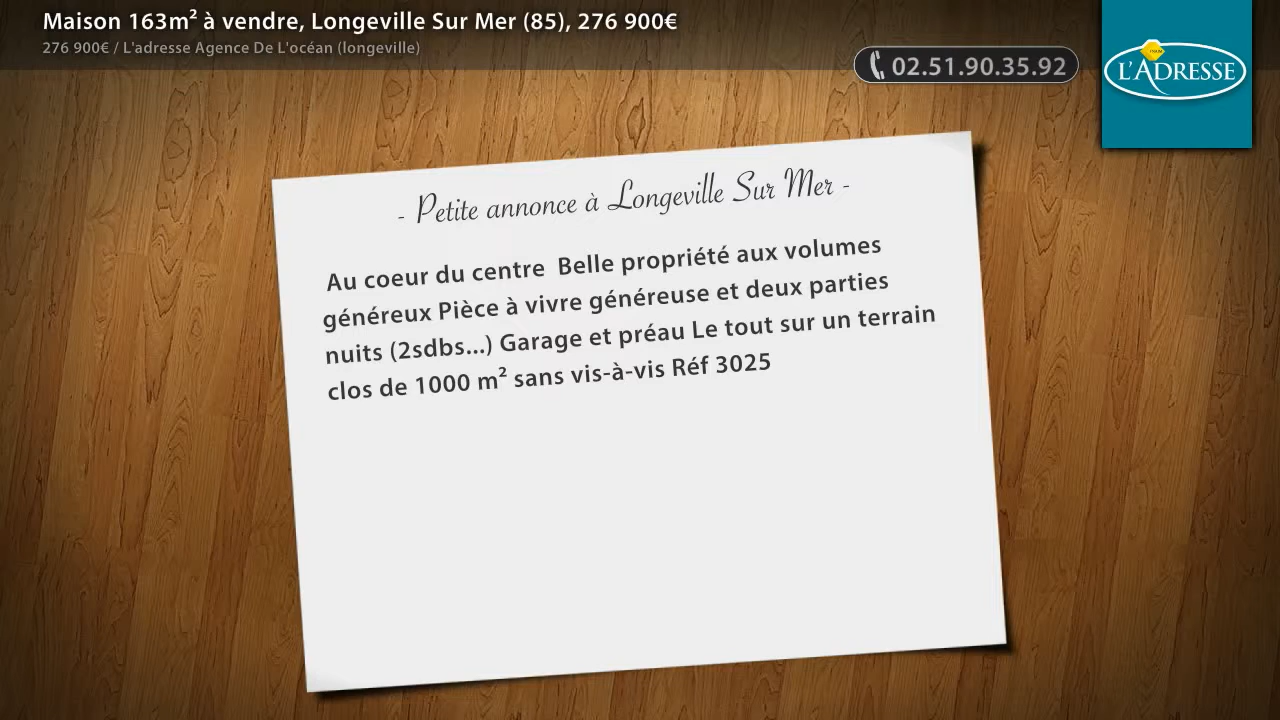 Maison 163m² à vendre, Longeville Sur Mer (85), 276 900€
276 900€ / L'adresse Agence De L'océan (longeville)
02.51.90.35.92
L'ADRESSE
- Petite annonce à Longeville Sur Mer -
Au coeur du centre  Belle propriété aux volumes
généreux Pièce à vivre généreuse et deux parties
nuits (2sdbs...) Garage et préau Le tout sur un terrain
clos de 1000 m² sans vis-à-vis Réf 3025